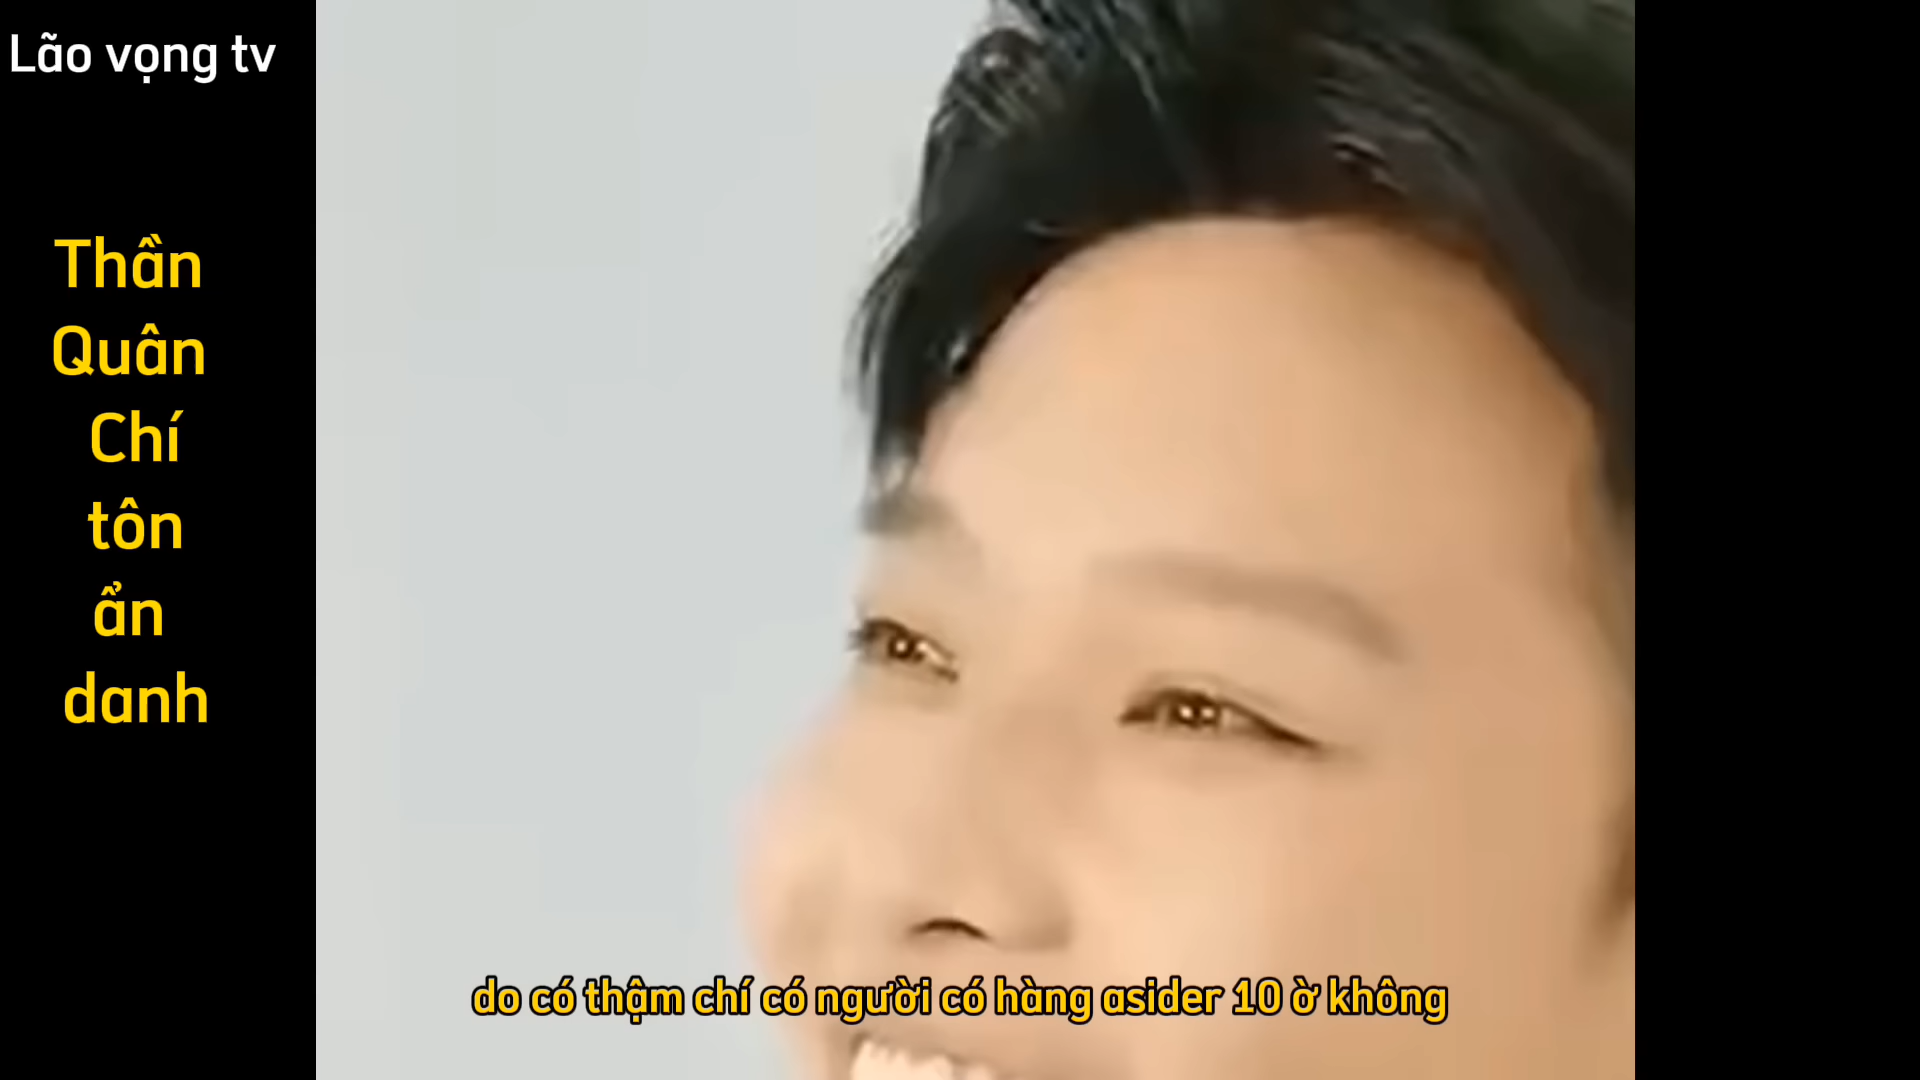 Lão vọng tv
Thần
Quân
Chí
tôn
ẩn
danh
do có thậm chí có người có hàng asider 10 ờ không